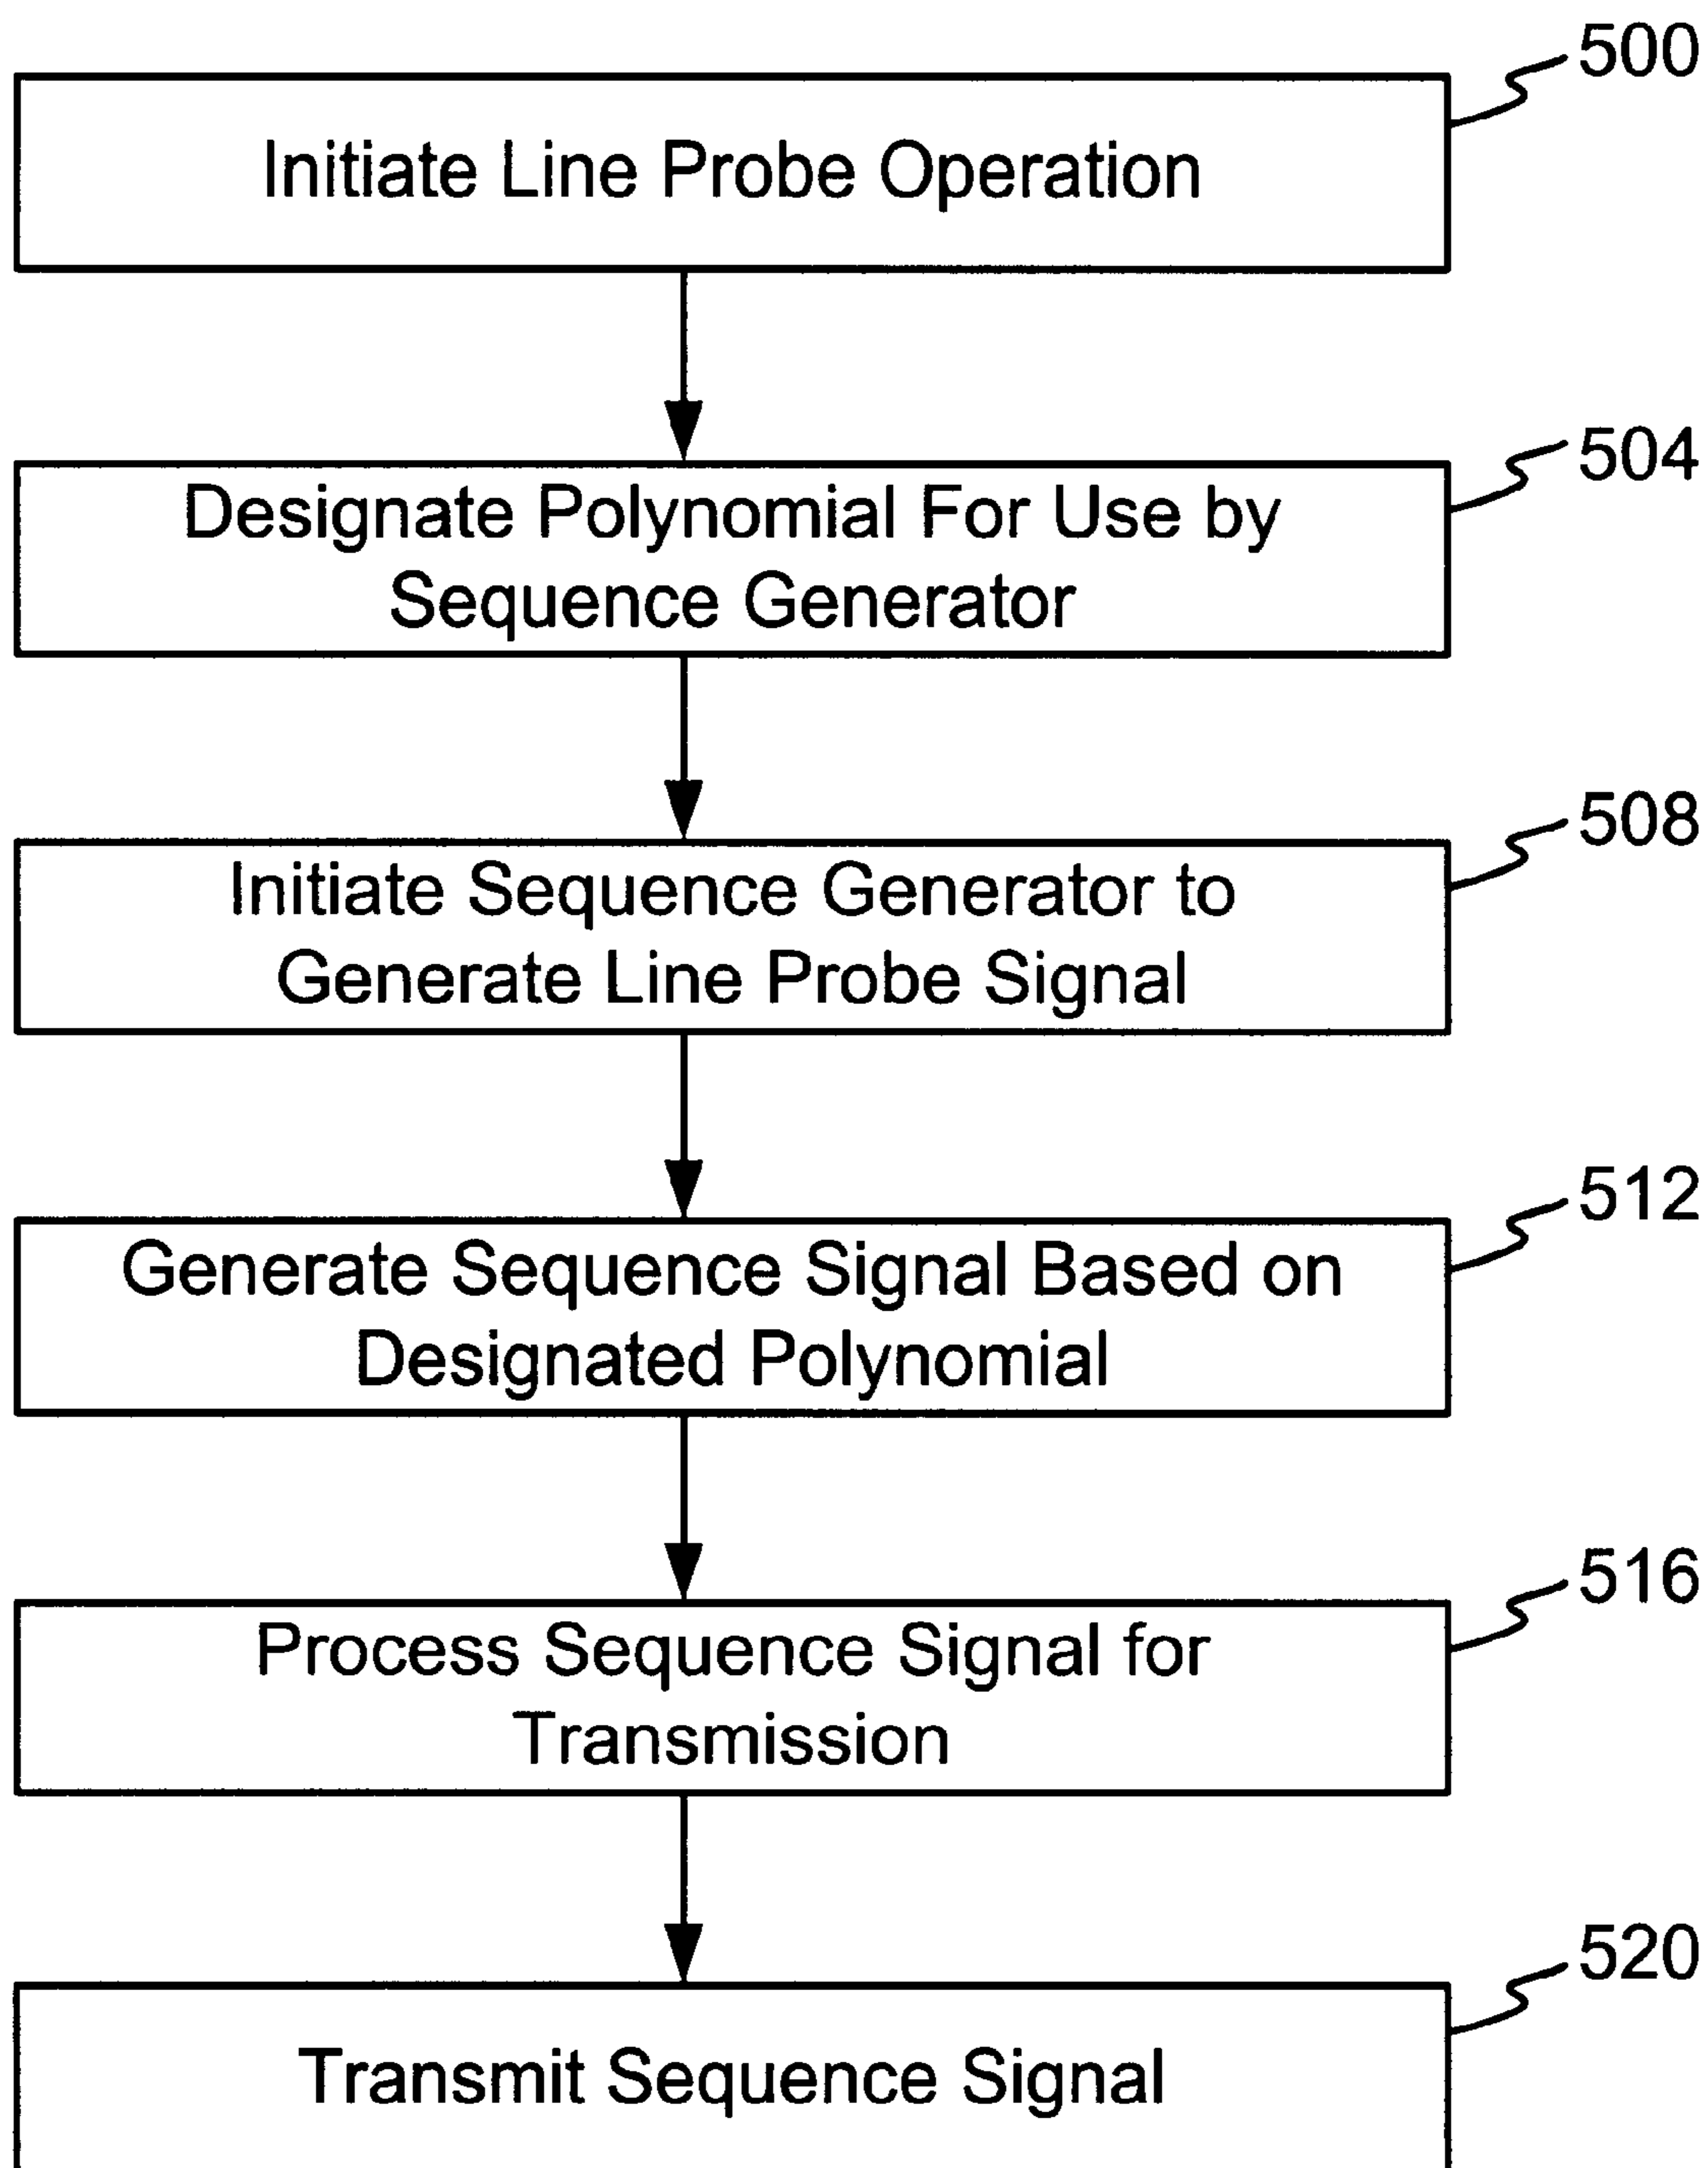 500
Initiate Line Probe Operation
504
Designate Polynomial For Use by
Sequence Generator
508
Initiate Sequence Generator to
Generate Line Probe Signal
512
Generate Sequence Signal Based on
Designated Polynomial
516
Process Sequence Signal for
Transmission
520
Transmit Sequence Signal